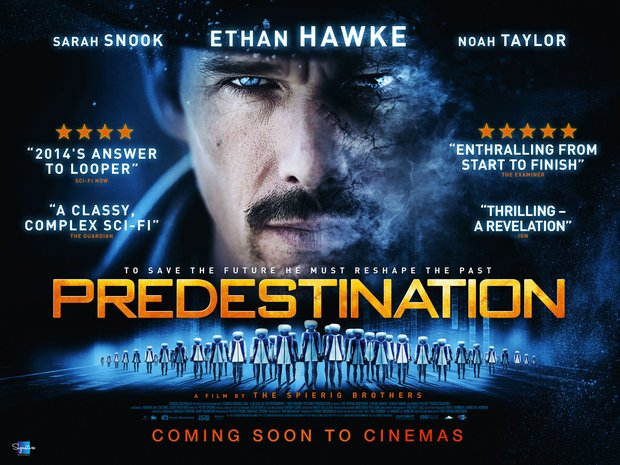 SARAH SNOOK
ETHAN HAWKE
NOAH TAYLOR
"2014'S ANSWER
TO LOOPER"
SCI-FI NOW
"ENTHRALLING FROM
START TO FINISH"
THE EXAMINER
"A CLASSY,
COMPLEX SCI-FI"
THE GUARDIAN
"THRILLING –
A REVELATION"
IGN
TO SAVE THE FUTURE HE MUST RESHAPE THE PAST
PREDESTINATION
A FILM BY THE SPIERIG BROTHERS
COMING SOON TO CINEMAS
Signature